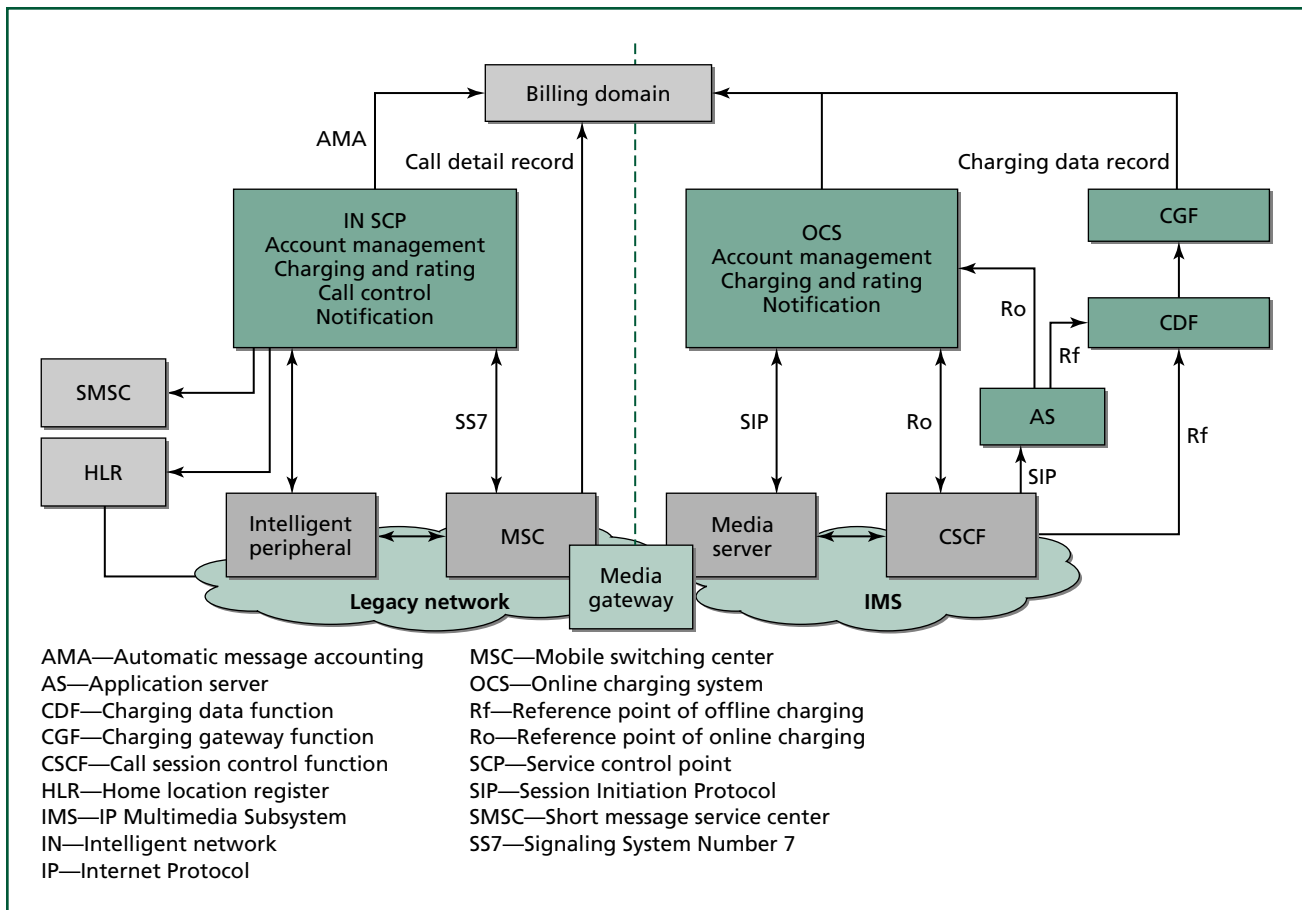 Billing domain
AMA
Call detail record
Charging data record
IN SCP
Account management
Charging and rating
Call control
Notification
OCS
Account management
Charging and rating
Notification
CGF
CDF
Ro
Rf
SMSC
HLR
SS7
SIP
Ro
AS
Rf
SIP
Intelligent
peripheral
MSC
Media
server
CSCF
Media
gateway
Legacy network
IMS
AMA—Automatic message accounting
AS—Application server
CDF—Charging data function
CGF—Charging gateway function
CSCF—Call session control function
HLR—Home location register
IMS—IP Multimedia Subsystem
IN—Intelligent network
IP—Internet Protocol
MSC—Mobile switching center
OCS—Online charging system
Rf—Reference point of offline charging
Ro—Reference point of online charging
SCP—Service control point
SIP—Session Initiation Protocol
SMSC—Short message service center
SS7—Signaling System Number 7